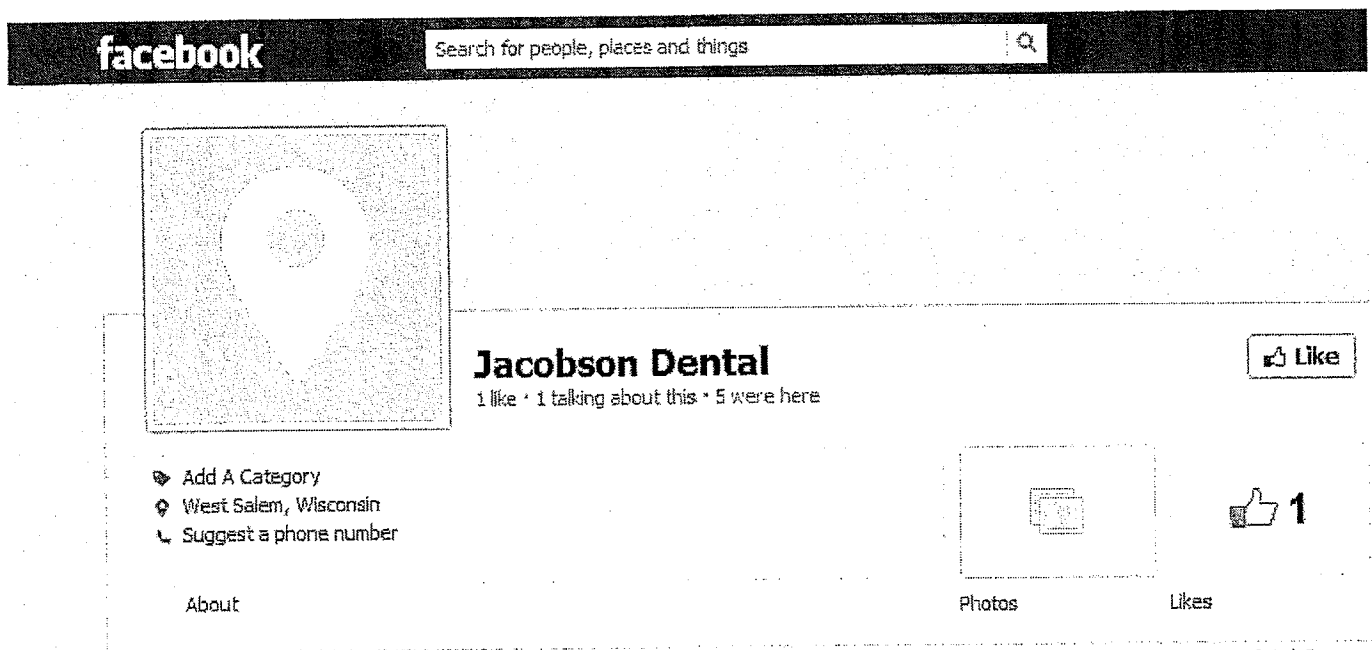 facebook
Search for people, places and things
Jacobson Dental
Like
1 like · 1 talking about this · 5 were here
Add A Category
West Salem, Wisconsin
Suggest a phone number
1
About
Photos
Likes